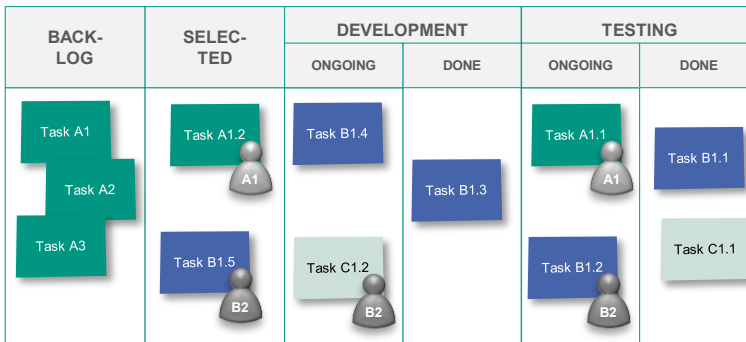 BACK-
LOG
SELEC-
TED
DEVELOPMENT
TESTING
ONGOING
DONE
ONGOING
DONE
Task A1
Task A2
Task A3
Task A1.2
A1
Task B1.5
B2
Task B1.4
Task C1.2
B2
Task B1.3
Task A1.1
A1
Task B1.2
B2
Task B1.1
Task C1.1